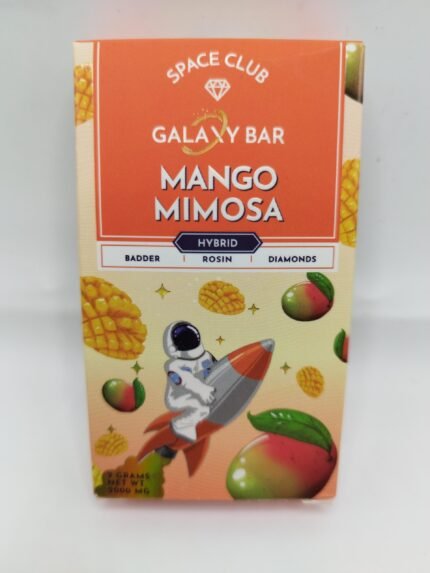 SPACE CLUB
GALAXY BAR
MANGO
MIMOSA
HYBRID
BADDER | ROSIN | DIAMONDS
2 GRAMS
NET WT
2000 MG